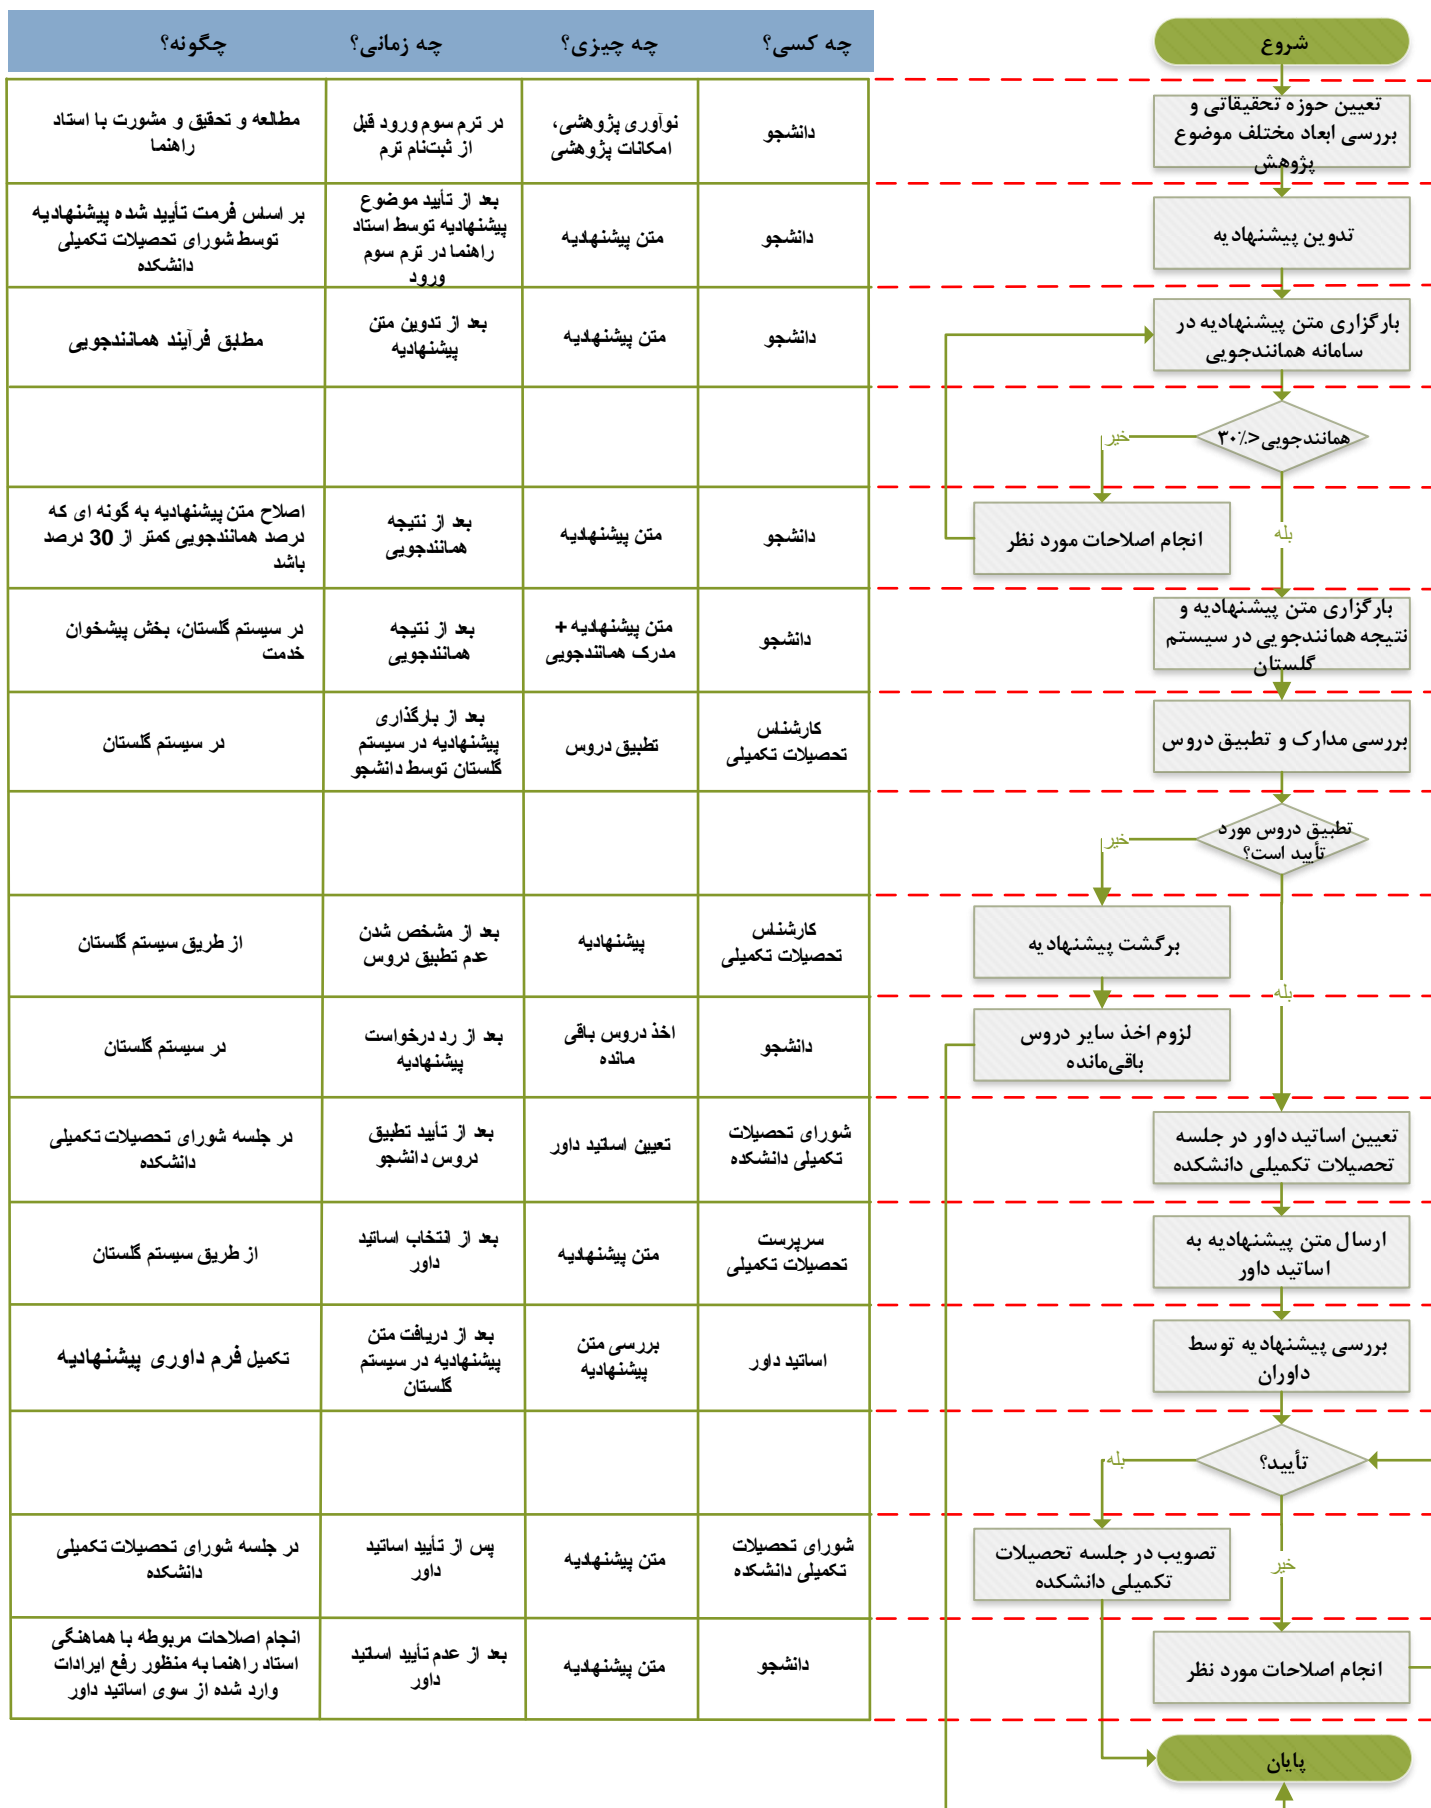 شروع
چه کسی؟
چه چیزی؟
چه زمانی؟
چگونه؟
تعیین حوزه تحقیقاتی و
بررسی ابعاد مختلف موضوع
پژوهش
دانشجو
نوآوری پژوهشی،
امکانات پژوهشی
در ترم سوم ورود قبل
از ثبت‌نام ترم
مطالعه و تحقیق و مشورت با استاد
راهنما
تدوین پیشنهادیه
دانشجو
متن پیشنهادیه
بعد از تأیید موضوع
پیشنهادیه توسط استاد
راهنما در ترم سوم
ورود
بر اساس فرمت تأیید شده پیشنهادیه
توسط شورای تحصیلات تکمیلی
دانشکده
بارگزاری متن پیشنهادیه در
سامانه همانندجویی
دانشجو
متن پیشنهادیه
بعد از تدوین متن
پیشنهادیه
مطابق فرآیند همانندجویی
همانندجویی<٪۳۰
خیر
بله
انجام اصلاحات مورد نظر
دانشجو
متن پیشنهادیه
بعد از نتیجه
همانندجویی
اصلاح متن پیشنهادیه به گونه ای که
درصد همانندجویی کمتر از 30 درصد
باشد
بارگزاری متن پیشنهادیه و
نتیجه همانندجویی در سیستم
گلستان
دانشجو
متن پیشنهادیه +
مدرک همانندجویی
بعد از نتیجه
همانندجویی
در سیستم گلستان، بخش پیشخوان
خدمت
بررسی مدارک و تطبیق دروس
کارشناس
تحصیلات تکمیلی
تطبیق دروس
بعد از بارگذاری
پیشنهادیه در سیستم
گلستان توسط دانشجو
در سیستم گلستان
تطبیق دروس مورد
تأیید است؟
خیر
بله
برگشت پیشنهادیه
کارشناس
تحصیلات تکمیلی
پیشنهادیه
بعد از مشخص شدن
عدم تطبیق دروس
از طریق سیستم گلستان
لزوم اخذ سایر دروس
باقی‌مانده
دانشجو
اخذ دروس باقی
مانده
بعد از رد درخواست
پیشنهادیه
در سیستم گلستان
تعیین اساتید داور در جلسه
تحصیلات تکمیلی دانشکده
شورای تحصیلات
تکمیلی دانشکده
تعیین اساتید داور
بعد از تأیید تطبیق
دروس دانشجو
در جلسه شورای تحصیلات تکمیلی
دانشکده
ارسال متن پیشنهادیه به
اساتید داور
سرپرست
تحصیلات تکمیلی
متن پیشنهادیه
بعد از انتخاب اساتید
داور
از طریق سیستم گلستان
بررسی پیشنهادیه توسط
داوران
اساتید داور
بررسی متن
پیشنهادیه
بعد از دریافت متن
پیشنهادیه در سیستم
گلستان
تکمیل فرم داوری پیشنهادیه
تأیید؟
بله
خیر
تصویب در جلسه تحصیلات
تکمیلی دانشکده
شورای تحصیلات
تکمیلی دانشکده
متن پیشنهادیه
پس از تأیید اساتید
داور
در جلسه شورای تحصیلات تکمیلی
دانشکده
انجام اصلاحات مورد نظر
دانشجو
متن پیشنهادیه
بعد از عدم تأیید اساتید
داور
انجام اصلاحات مربوطه با هماهنگی
استاد راهنما به منظور رفع ایرادات
وارد شده از سوی اساتید داور
پایان